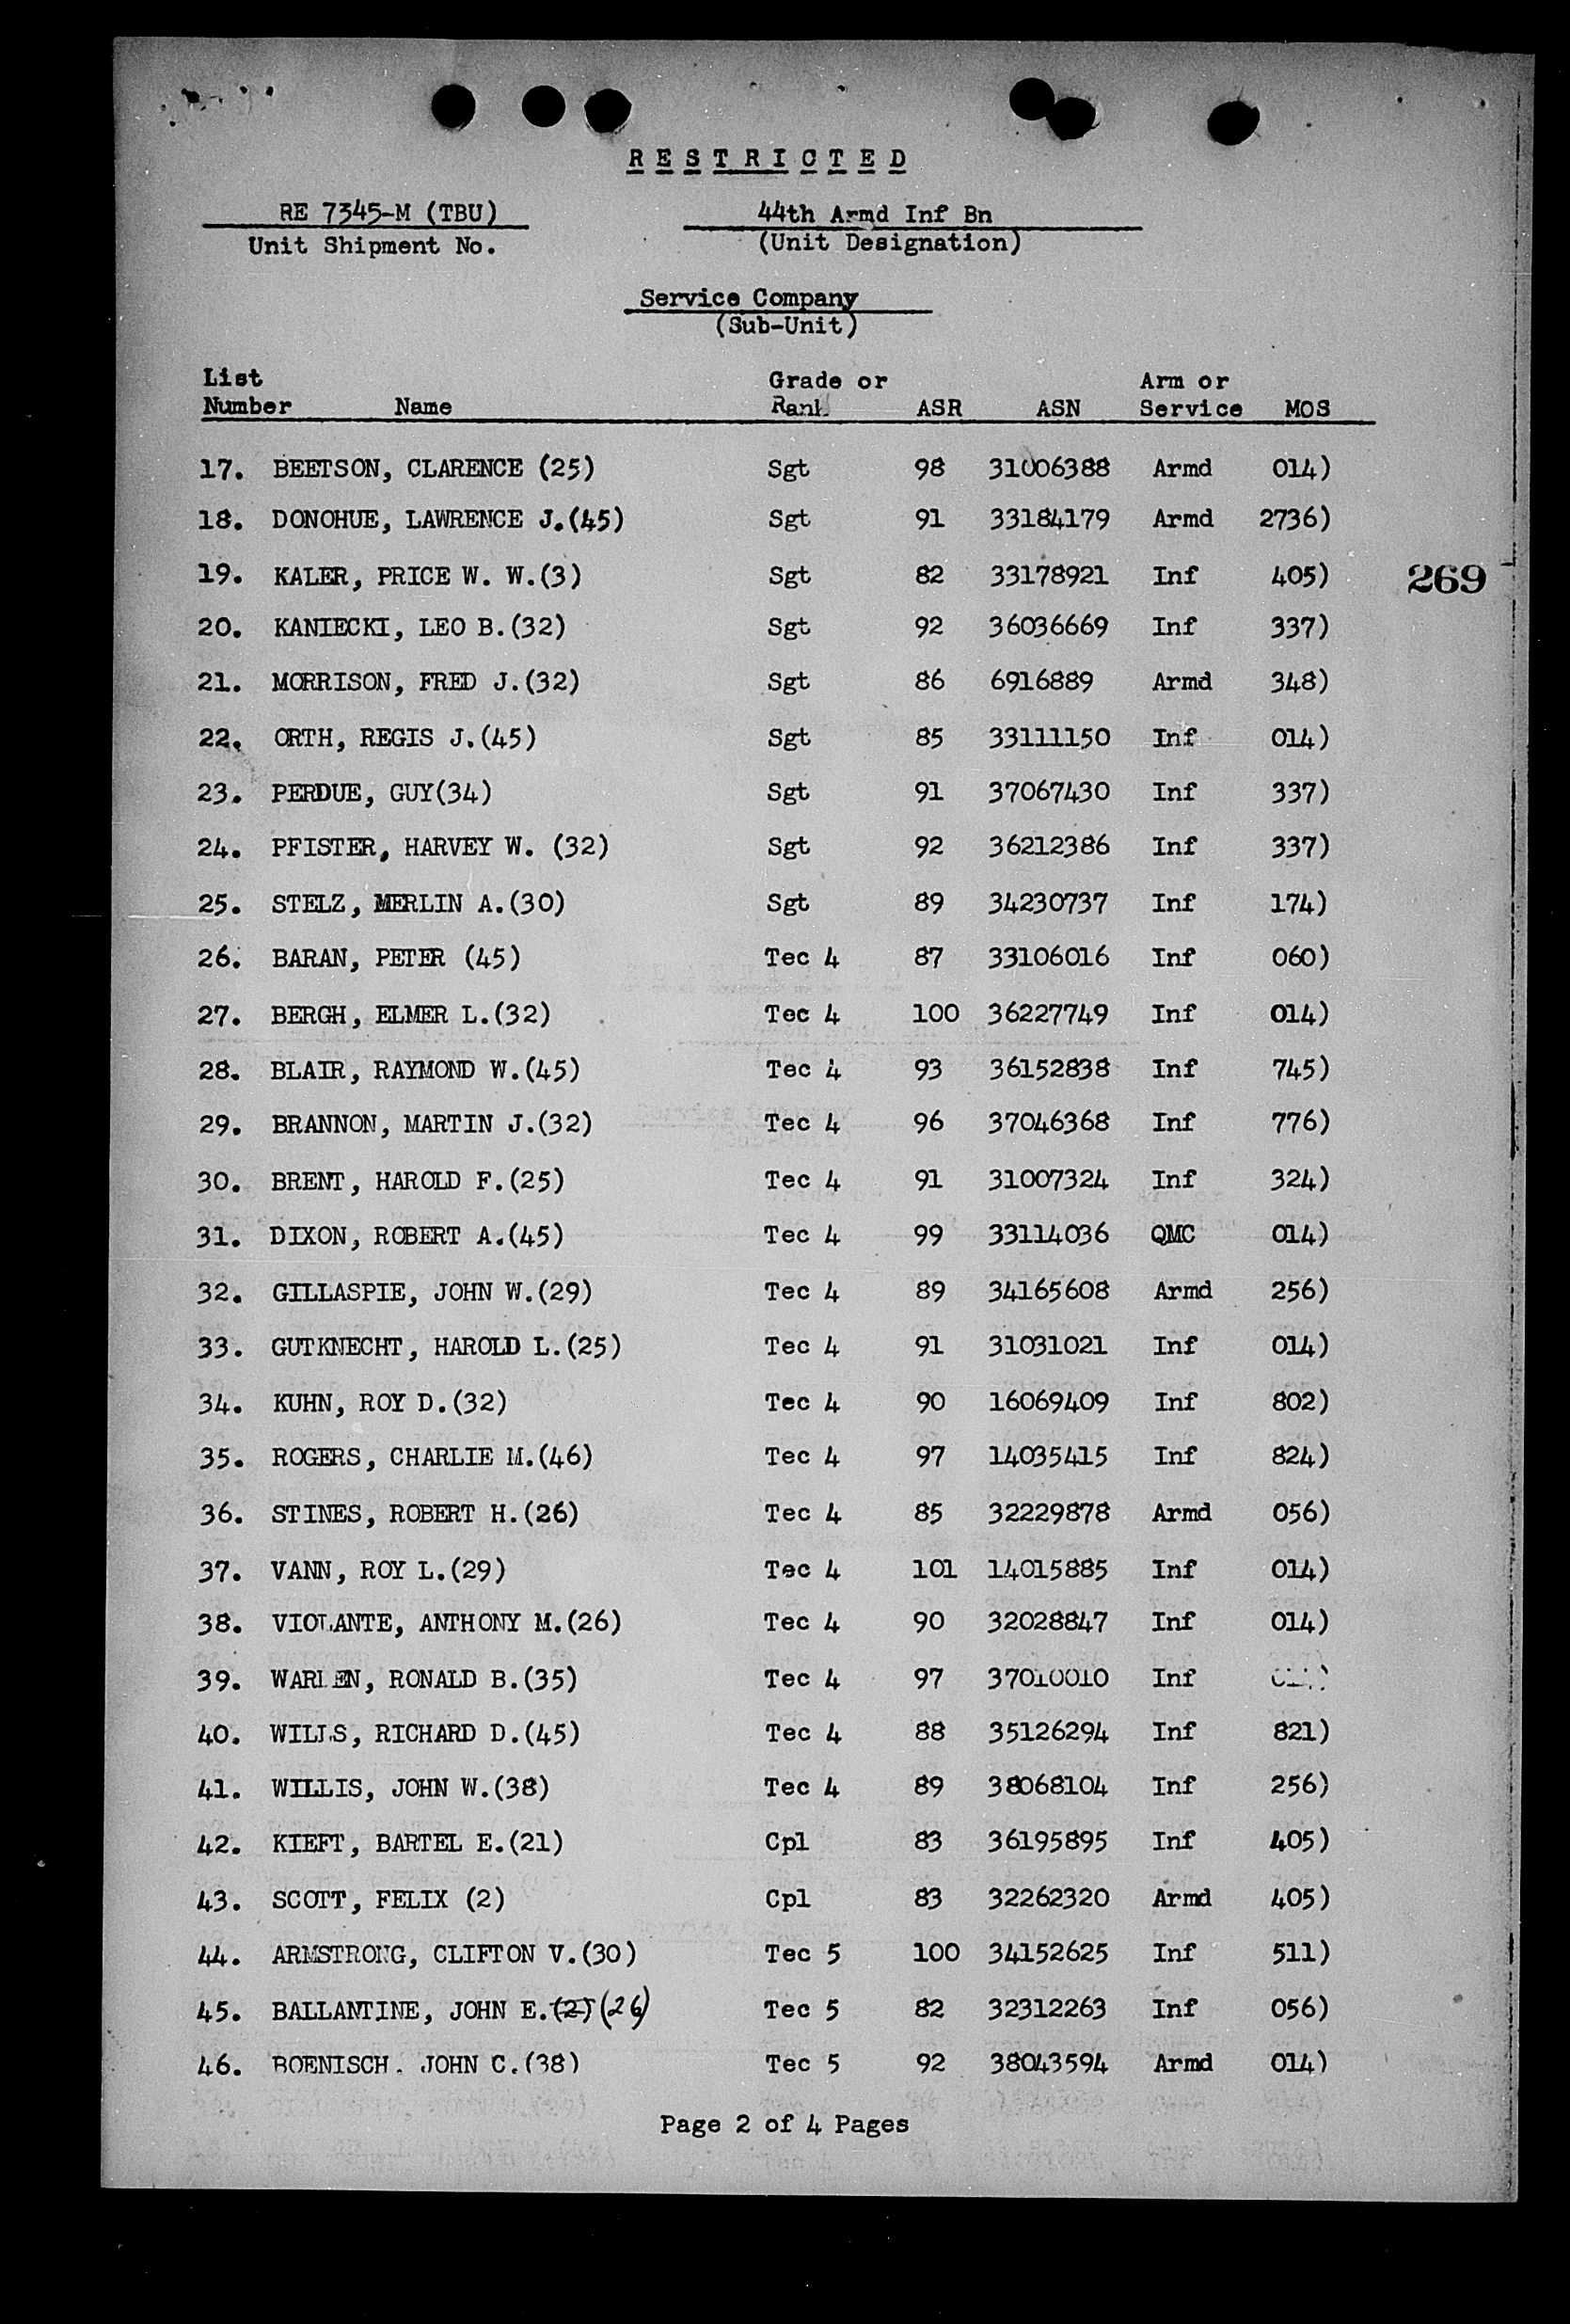 RESTRICTED
RE 7345-M (TBU) 44th Armd Inf Bn
Unit Shipment No. (Unit Designation)
Service Company
(Sub-Unit)
List Grade or Arm or
Number Name Rank ASR ASN Service MOS
17. BEETSON, CLARENCE (25) Sgt 98 31006388 Armd 014)
18. DONOHUE, LAWRENCE J.(45) Sgt 91 33184179 Armd 2736)
19. KALER, PRICE W. W.(3) Sgt 82 33178921 Inf 405) 269
20. KANIECKI, LEO B.(32) Sgt 92 36036669 Inf 337)
21. MORRISON, FRED J.(32) Sgt 86 6916889 Armd 348)
22. ORTH, REGIS J.(45) Sgt 85 33111150 Inf 014)
23. PERDUE, GUY(34) Sgt 91 37067430 Inf 337)
24. PFISTER, HARVEY W. (32) Sgt 92 36212386 Inf 337)
25. STELZ, MERLIN A.(30) Sgt 89 34230737 Inf 174)
26. BARAN, PETER (45) Tec 4 87 33106016 Inf 060)
27. BERGH, ELMER L.(32) Tec 4 100 36227749 Inf 014)
28. BLAIR, RAYMOND W.(45) Tec 4 93 36152838 Inf 745)
29. BRANNON, MARTIN J.(32) Tec 4 96 37046368 Inf 776)
30. BRENT, HAROLD F.(25) Tec 4 91 31007324 Inf 324)
31. DIXON, ROBERT A.(45) Tec 4 99 33114036 QMC 014)
32. GILLASPIE, JOHN W.(29) Tec 4 89 34165608 Armd 256)
33. GUTKNECHT, HAROLD L.(25) Tec 4 91 31031021 Inf 014)
34. KUHN, ROY D.(32) Tec 4 90 16069409 Inf 802)
35. ROGERS, CHARLIE M.(46) Tec 4 97 14035415 Inf 824)
36. STINES, ROBERT H.(26) Tec 4 85 32229878 Armd 056)
37. VANN, ROY L.(29) Tec 4 101 14015885 Inf 014)
38. VIOLANTE, ANTHONY M.(26) Tec 4 90 32028847 Inf 014)
39. RONALD B.(35) Tec 4 97 37010010 Inf
40. WILLS, RICHARD D.(45) Tec 4 88 35126294 Inf 821)
41. WILLIS, JOHN W.(38) Tec 4 89 38068104 Inf 256)
42. KIEFT, BARTEL E.(21) Cpl 83 36195895 Inf 405)
43. SCOTT, FELIX (2) Cpl 83 32262320 Armd 405)
44. ARMSTRONG, CLIFTON V.(30) Tec 5 100 34152625 Inf 511)
45. BALLANTINE, JOHN E.(2)(26) Tec 5 82 32312263 Inf 056)
46. BOENISCH, JOHN C.(38) Tec 5 92 38043594 Armd 014)
Page 2 of 4 Pages